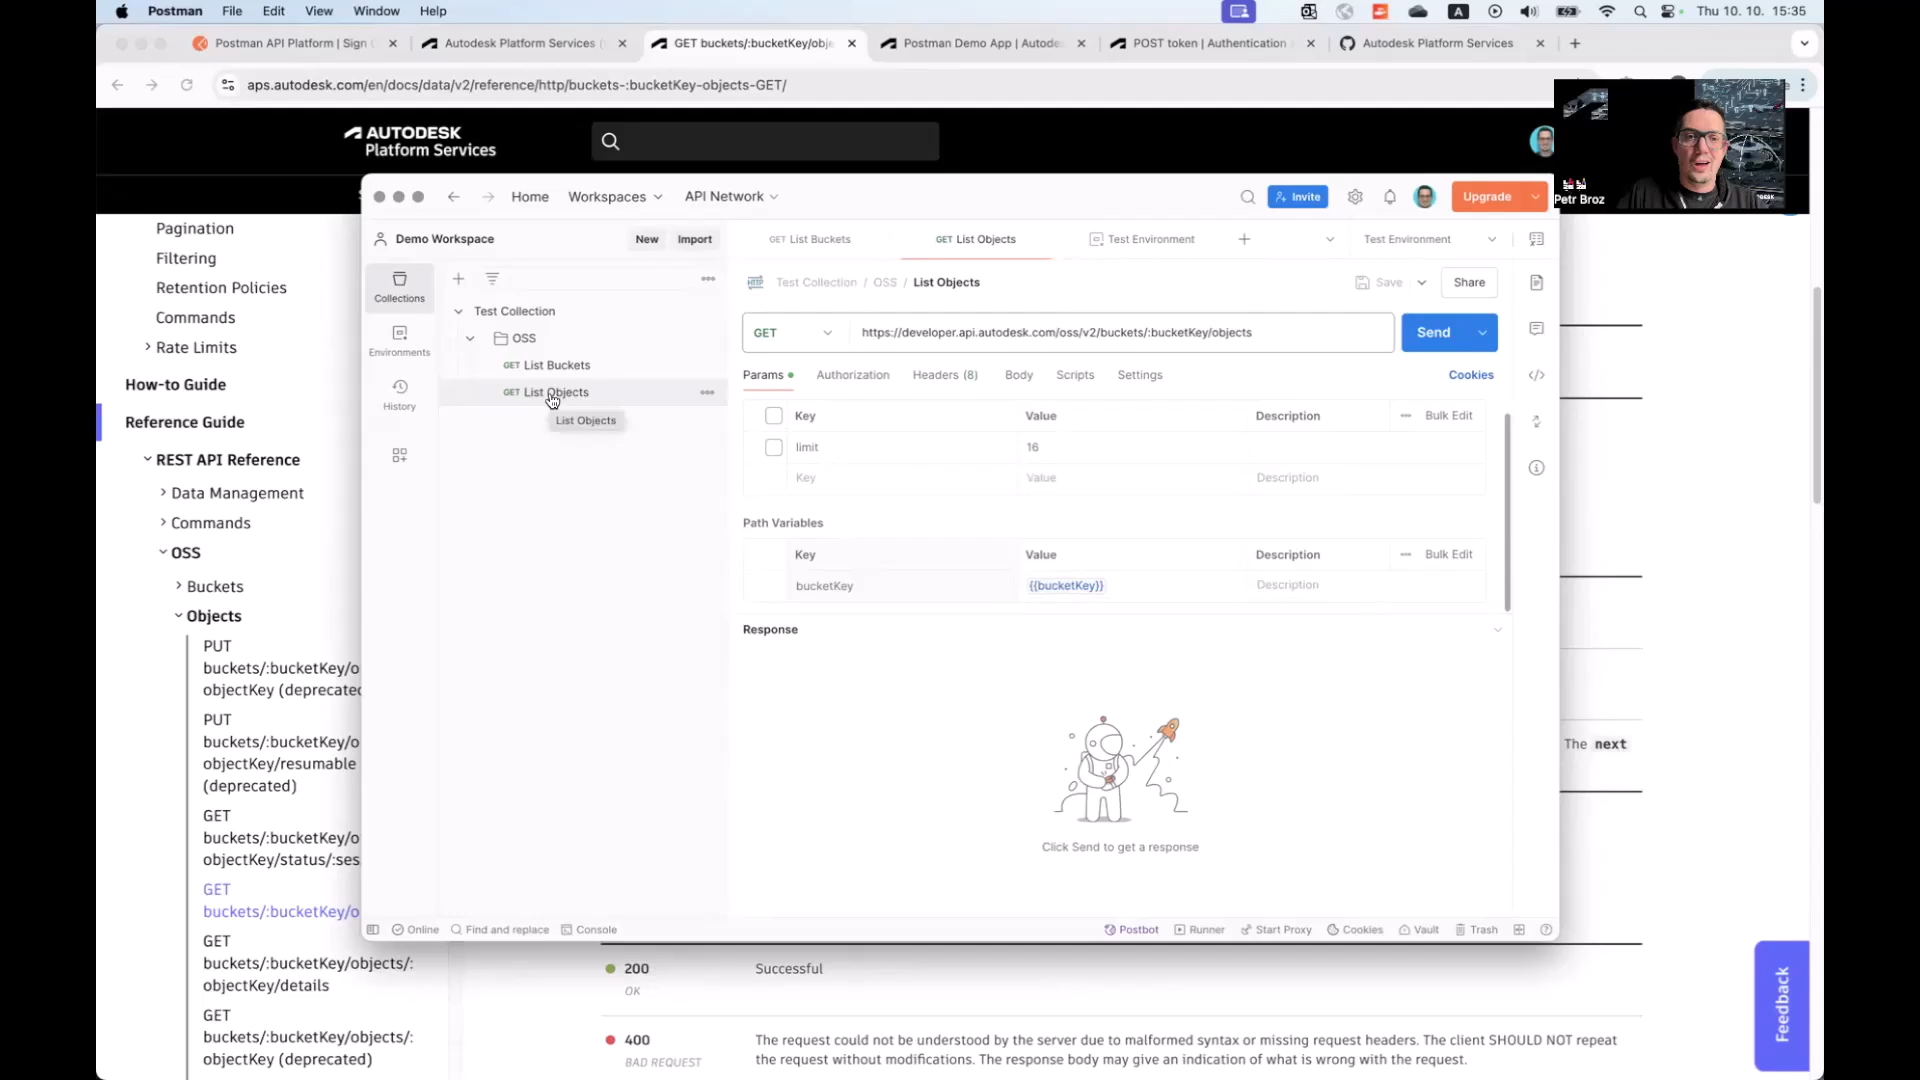 Postman File Edit View Window Help
A Thu 10. 10. 15:35
Postman API Platform | Sign
Autodesk Platform Services (
GET buckets/:bucketKey/obje
Postman Demo App | Autode
POST token | Authentication
Autodesk Platform Services
aps.autodesk.com/en/docs/data/v2/reference/http/buckets-:bucketKey-objects-GET/
AUTODESK
Platform Services
Petr Broz
Home Workspaces API Network
Invite
Upgrade
Demo Workspace New Import
GET List Buckets
GET List Objects
Test Environment
Test Environment
Collections
Environments
History
Test Collection
OSS
GET List Buckets
GET List Objects
List Objects
HTTP Test Collection / OSS / List Objects
Save Share
GET https://developer.api.autodesk.com/oss/v2/buckets/:bucketKey/objects Send
Params Authorization Headers (8) Body Scripts Settings Cookies
Key Value Description Bulk Edit
limit 16
Key Value Description
Path Variables
Key Value Description Bulk Edit
bucketKey {{bucketKey}} Description
Response
Click Send to get a response
Online Find and replace Console
Postbot Runner Start Proxy Cookies Vault Trash
Pagination
Filtering
Retention Policies
Commands
Rate Limits
How-to Guide
Reference Guide
REST API Reference
Data Management
Commands
OSS
Buckets
Objects
PUT
buckets/:bucketKey/o
objectKey (deprecated
PUT
buckets/:bucketKey/o
objectKey/resumable
(deprecated)
GET
buckets/:bucketKey/o
objectKey/status/:ses
GET
buckets/:bucketKey/o
GET
buckets/:bucketKey/objects/:
objectKey/details
GET
buckets/:bucketKey/objects/:
objectKey (deprecated)
The next
200 Successful
OK
400 The request could not be understood by the server due to malformed syntax or missing request headers. The client SHOULD NOT repeat
BAD REQUEST the request without modifications. The response body may give an indication of what is wrong with the request.
Feedback